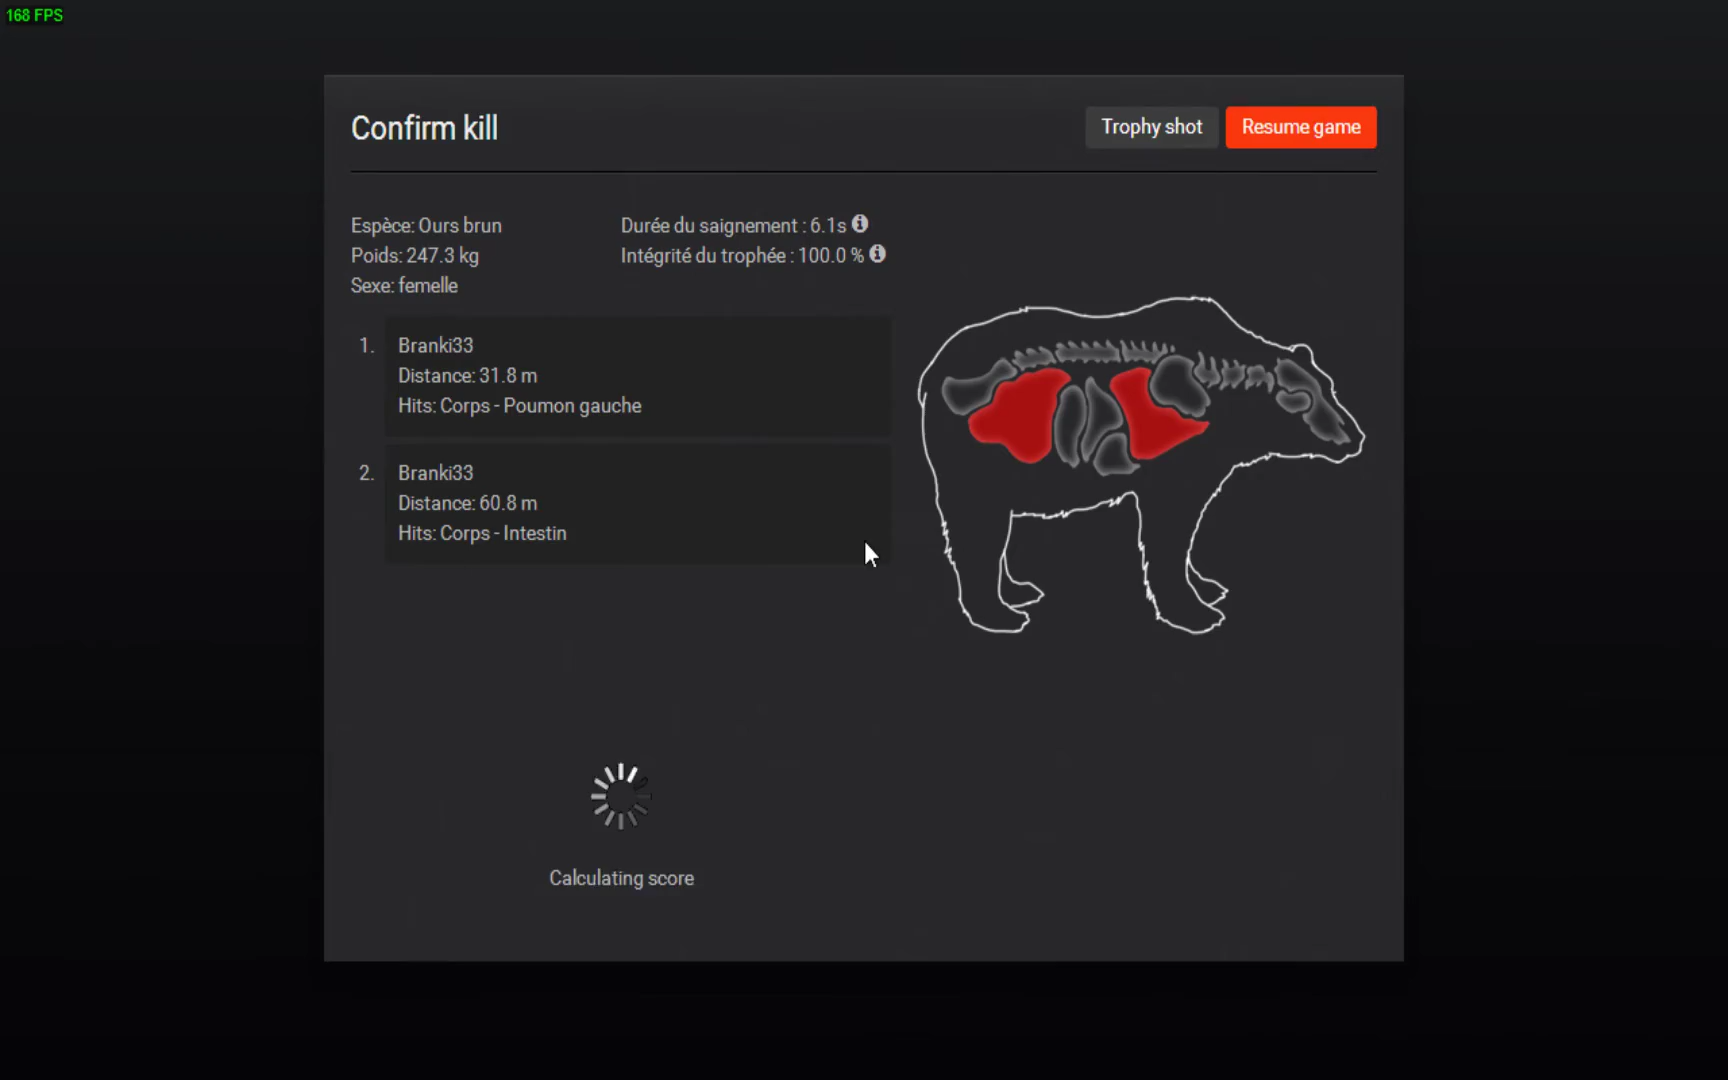 168 FPS
Confirm kill
Trophy shot
Resume game
Espèce: Ours brun
Poids: 247.3 kg
Sexe: femelle
Durée du saignement : 6.1s
Intégrité du trophée : 100.0 %
1.
Branki33
Distance: 31.8 m
Hits: Corps - Poumon gauche
2.
Branki33
Distance: 60.8 m
Hits: Corps - Intestin
Calculating score